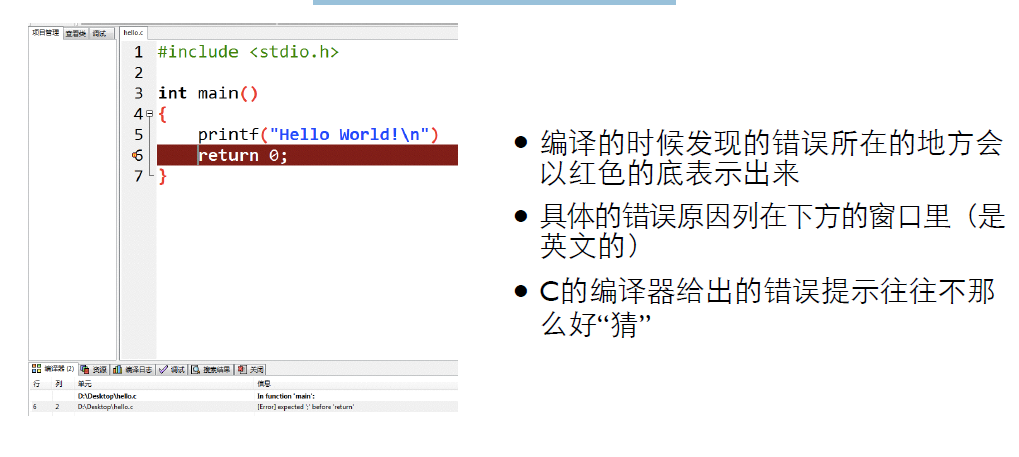 项目管理 查看类 调试
hello.c
1 #include <stdio.h>
2
3 int main()
4 {
5 printf("Hello World!\n")
6 return 0;
7 }
编译器 (2) 资源 编译日志 调试 搜索结果 关闭
行 列 单元 信息
D:\Desktop\hello.c In function 'main':
6 2 D:\Desktop\hello.c [Error] expected ';' before 'return'
• 编译的时候发现的错误所在的地方会
以红色的底表示出来
• 具体的错误原因列在下方的窗口里（是
英文的）
• C的编译器给出的错误提示往往不那
么好“猜”